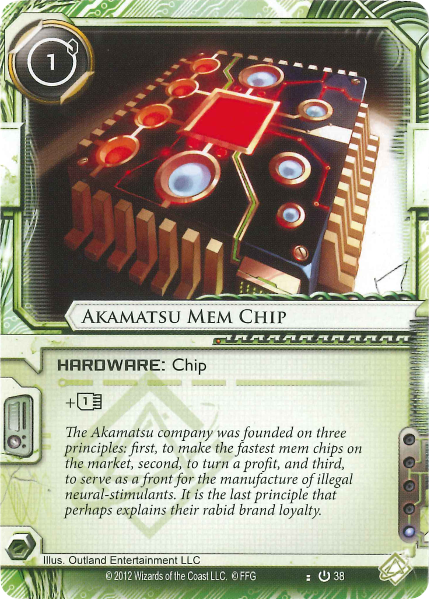 1
AKAMATSU MEM CHIP
HARDWARE: Chip
+1
The Akamatsu company was founded on three
principles: first, to make the fastest mem chips on
the market, second, to turn a profit, and third,
to serve as a front for the manufacture of illegal
neural-stimulants. It is the last principle that
perhaps explains their rabid brand loyalty.
Illus. Outland Entertainment LLC
© 2012 Wizards of the Coast LLC. © FFG 38